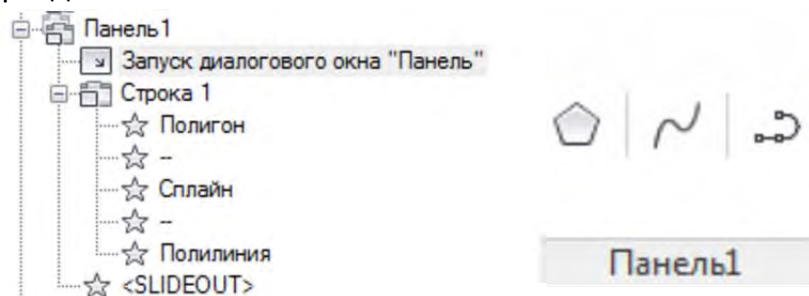 Панель1
Запуск диалогового окна "Панель"
Строка 1
Полигон
--
Сплайн
--
Полилиния
<SLIDEOUT>
Панель1